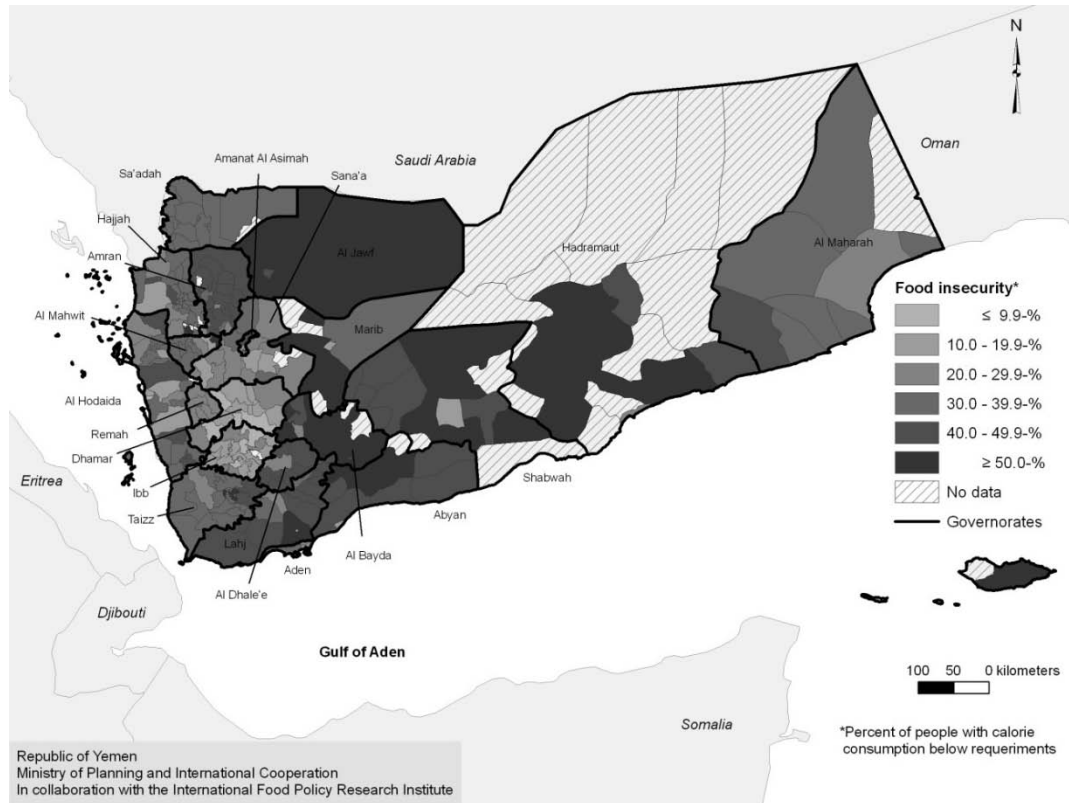 N
Oman
Saudi Arabia
Amanat Al Asimah
Sana'a
Sa'adah
Hajjah
Amran
Al Mahwit
Al Hodaida
Remah
Dhamar
Ibb
Taizz
Eritrea
Al Jawf
Marib
Hadramaut
Al Maharah
Shabwah
Abyan
Al Bayda
Lahj
Aden
Al Dhale'e
Djibouti
Gulf of Aden
Somalia
Food insecurity*
≤ 9.9-%
10.0 - 19.9-%
20.0 - 29.9-%
30.0 - 39.9-%
40.0 - 49.9-%
≥ 50.0-%
No data
Governorates
100 50 0 kilometers
*Percent of people with calorie
consumption below requeriments
Republic of Yemen
Ministry of Planning and International Cooperation
In collaboration with the International Food Policy Research Institute